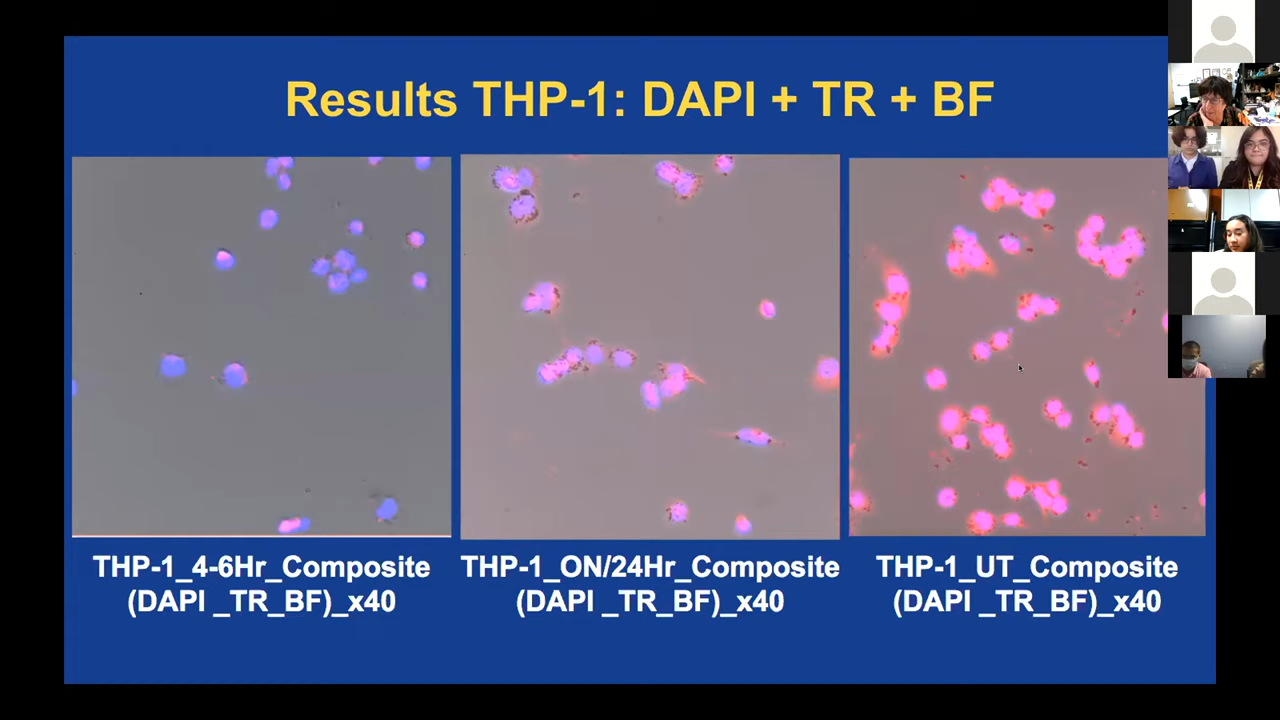 Results THP-1: DAPI + TR + BF
THP-1_4-6Hr_Composite
(DAPI _TR_BF)_x40
THP-1_ON/24Hr_Composite
(DAPI _TR_BF)_x40
THP-1_UT_Composite
(DAPI _TR_BF)_x40